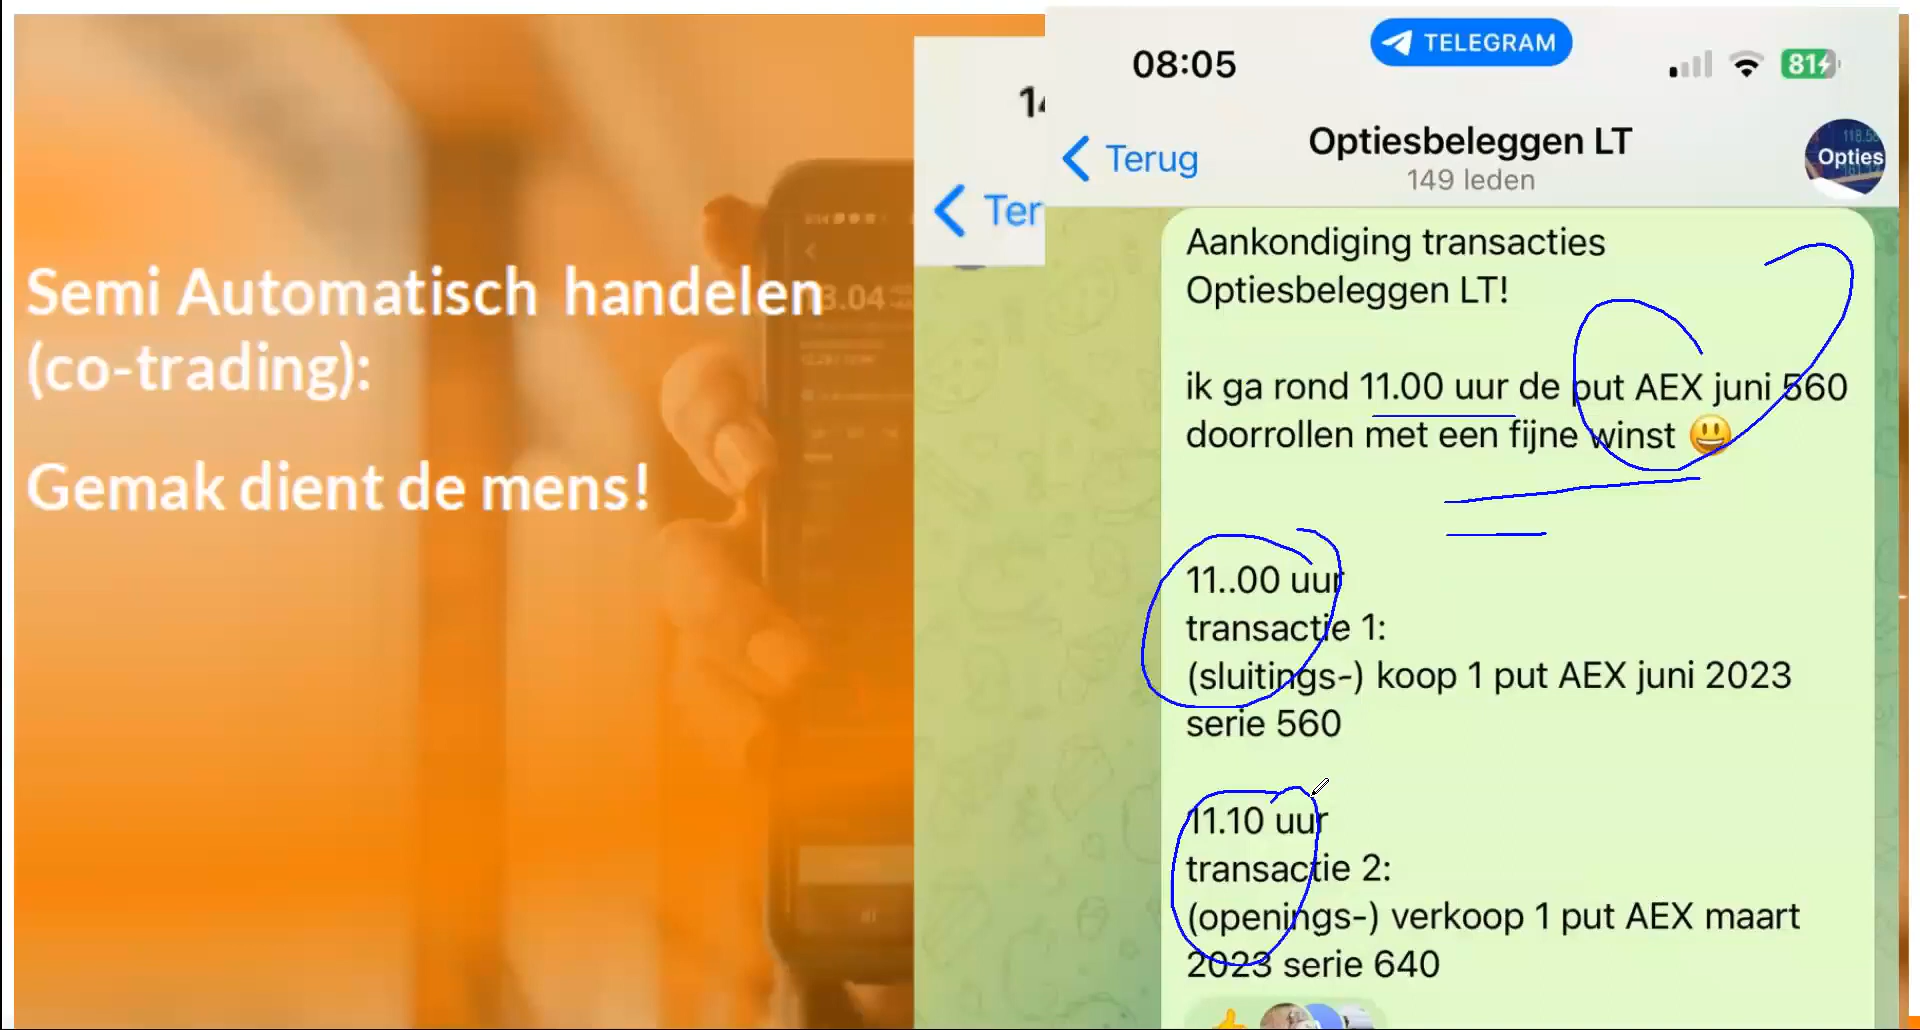 Semi Automatisch handelen
(co-trading):
Gemak dient de mens!
Ter
08:05
TELEGRAM
81
Terug
Optiesbeleggen LT
149 leden
Opties
Aankondiging transacties
Optiesbeleggen LT!
ik ga rond 11.00 uur de put AEX juni 560
doorrollen met een fijne winst 😃
11..00 uur
transactie 1:
(sluitings-) koop 1 put AEX juni 2023
serie 560
11.10 uur
transactie 2:
(openings-) verkoop 1 put AEX maart
2023 serie 640